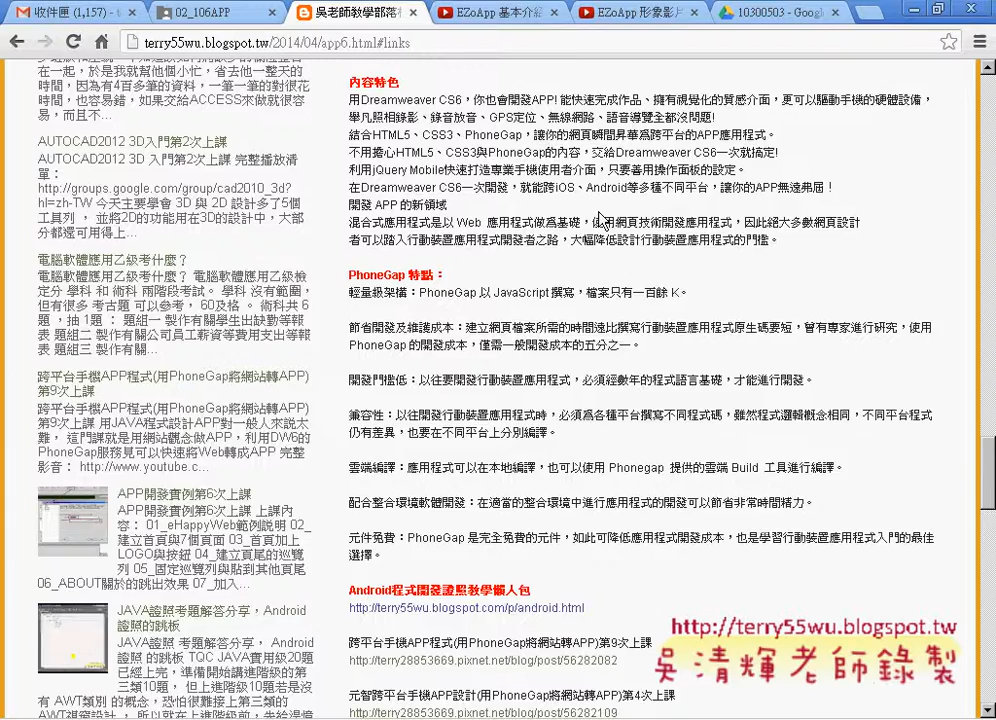 收件匣 (1,157) - t
02_106APP
吳老師教學部落格
EZoApp 基本介紹
EZoApp 形象影片
10300503 - Goog
terry55wu.blogspot.tw/2014/04/app6.html#links
在一起，於是我就幫他個小忙，省去他一整天的
時間，因為有4百多筆的資料，一筆一筆的對很花
時間，也容易錯，如果交給ACCESS來做就很容
易，而且不...
AUTOCAD2012 3D入門第2次上課
AUTOCAD2012 3D 入門第2次上課 完整播放清
單：
http://groups.google.com/group/cad2010_3d?
hl=zh-TW 今天主要學會 3D 與 2D 設計多了5個
工具列 ， 並將2D的功能用在3D的設計中，大部
分都還可用得上...
電腦軟體應用乙級考什麼？
電腦軟體應用乙級考什麼？ 電腦軟體應用乙級檢
定分 學科 和 術科 兩階段考試。 學科 沒有範圍，
但有很多 考古題 可以參考， 60及格 。 術科共 6
題 ，抽 1題 ： 題組一 製作有關學生出缺勤等報
表 題組二 製作有關公司員工薪資等費用支出等報
表 題組三 製作有關...
跨平台手機APP程式(用PhoneGap將網站轉APP)
第9次上課
跨平台手機APP程式(用PhoneGap將網站轉APP)
第9次上課 用JAVA程式設計APP對一般人來說太
難， 這門課就是用網站觀念做APP，利用DW6的
PhoneGap服務見可以快速將Web轉成APP 完整
影音： http://www.youtube.c...
APP開發實例第6次上課
APP開發實例第6次上課 上課內
容： 01_eHappyWeb範例說明 02_
建立首頁與7個頁面 03_首頁加上
LOGO與按鈕 04_建立頁尾的巡覽
列 05_固定巡覽列與貼到其他頁尾
06_ABOUT關於的跳出效果 07_加入...
JAVA證照考題解答分享，Android
證照的跳板
JAVA證照 考題解答分享， Android
證照 的跳板 TQC JAVA實用級20題
已經上完，準備開始講進階級的第
三類10題， 但上進階級10題若是沒
有 AWT類別 的概念，恐怕很難接上第三類的
內容特色
用Dreamweaver CS6，你也會開發APP! 能快速完成作品、擁有視覺化的質感介面，更可以驅動手機的硬體設備，
舉凡照相錄影、錄音放音、GPS定位、無線網路、語音導覽全都沒問題!
結合HTML5、CSS3、PhoneGap，讓你的網頁瞬間昇華為跨平台的APP應用程式。
不用擔心HTML5、CSS3與PhoneGap的內容，交給Dreamweaver CS6一次就搞定!
利用jQuery Mobile快速打造專業手機使用者介面，只要善用操作面板的設定。
在Dreamweaver CS6一次開發，就能跨iOS、Android等多種不同平台，讓你的APP無遠弗屆！
開發 APP 的新領域
混合式應用程式是以 Web 應用程式做為基礎，使用網頁技術開發應用程式，因此絕大多數網頁設計
者可以踏入行動裝置應用程式開發者之路，大幅降低設計行動裝置應用程式的門檻。
PhoneGap 特點：
輕量級架構：PhoneGap 以 JavaScript 撰寫，檔案只有一百餘 K。
節省開發及維護成本：建立網頁檔案所需的時間遠比撰寫行動裝置應用程式原生碼要短，曾有專家進行研究，使用
PhoneGap 的開發成本，僅需一般開發成本的五分之一。
開發門檻低：以往要開發行動裝置應用程式，必須經數年的程式語言基礎，才能進行開發。
兼容性：以往開發行動裝置應用程式時，必須為各種平台撰寫不同程式碼，雖然程式邏輯概念相同，不同平台程式
仍有差異，也要在不同平台上分別編譯。
雲端編譯：應用程式可以在本地編譯，也可以使用 Phonegap 提供的雲端 Build 工具進行編譯。
配合整合環境軟體開發：在適當的整合環境中進行應用程式的開發可以節省非常時間精力。
元件免費：PhoneGap 是完全免費的元件，如此可降低應用程式開發成本，也是學習行動裝置應用程式入門的最佳
選擇。
Android程式開發證照教學懶人包
http://terry55wu.blogspot.com/p/android.html
跨平台手機APP程式(用PhoneGap將網站轉APP)第9次上課
http://terry28853669.pixnet.net/blog/post/56282082
元智跨平台手機APP設計(用PhoneGap將網站轉APP)第4次上課
http://terry28853669.pixnet.net/blog/post/56282109
http://terry55wu.blogspot.tw
吳清輝老師錄製